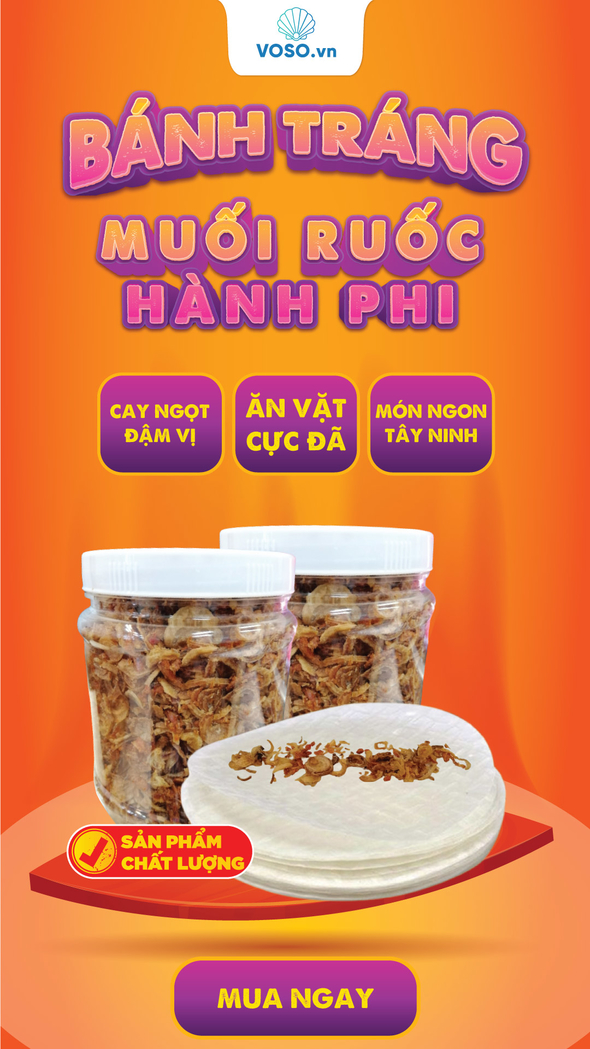 VOSO.vn
BÁNH TRÁNG
MUỐI RUỐC
HÀNH PHI
CAY NGỌT
ĐẬM VỊ
ĂN VẶT
CỰC ĐÃ
MÓN NGON
TÂY NINH
SẢN PHẨM
CHẤT LƯỢNG
MUA NGAY